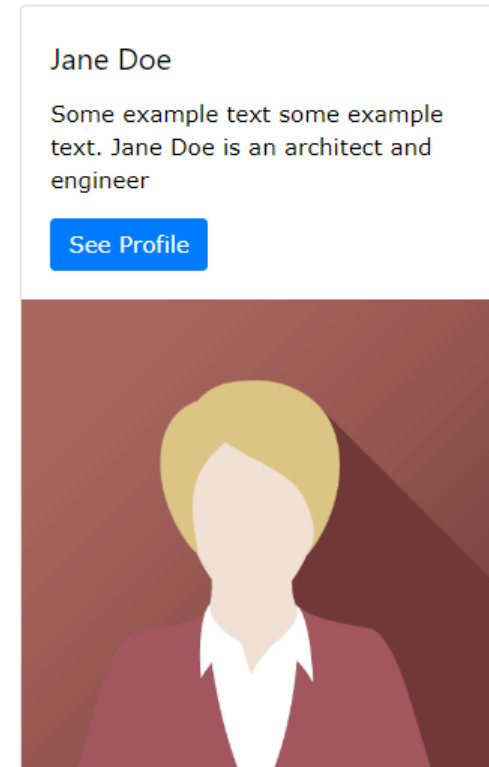 Jane Doe
Some example text some example
text. Jane Doe is an architect and
engineer
See Profile